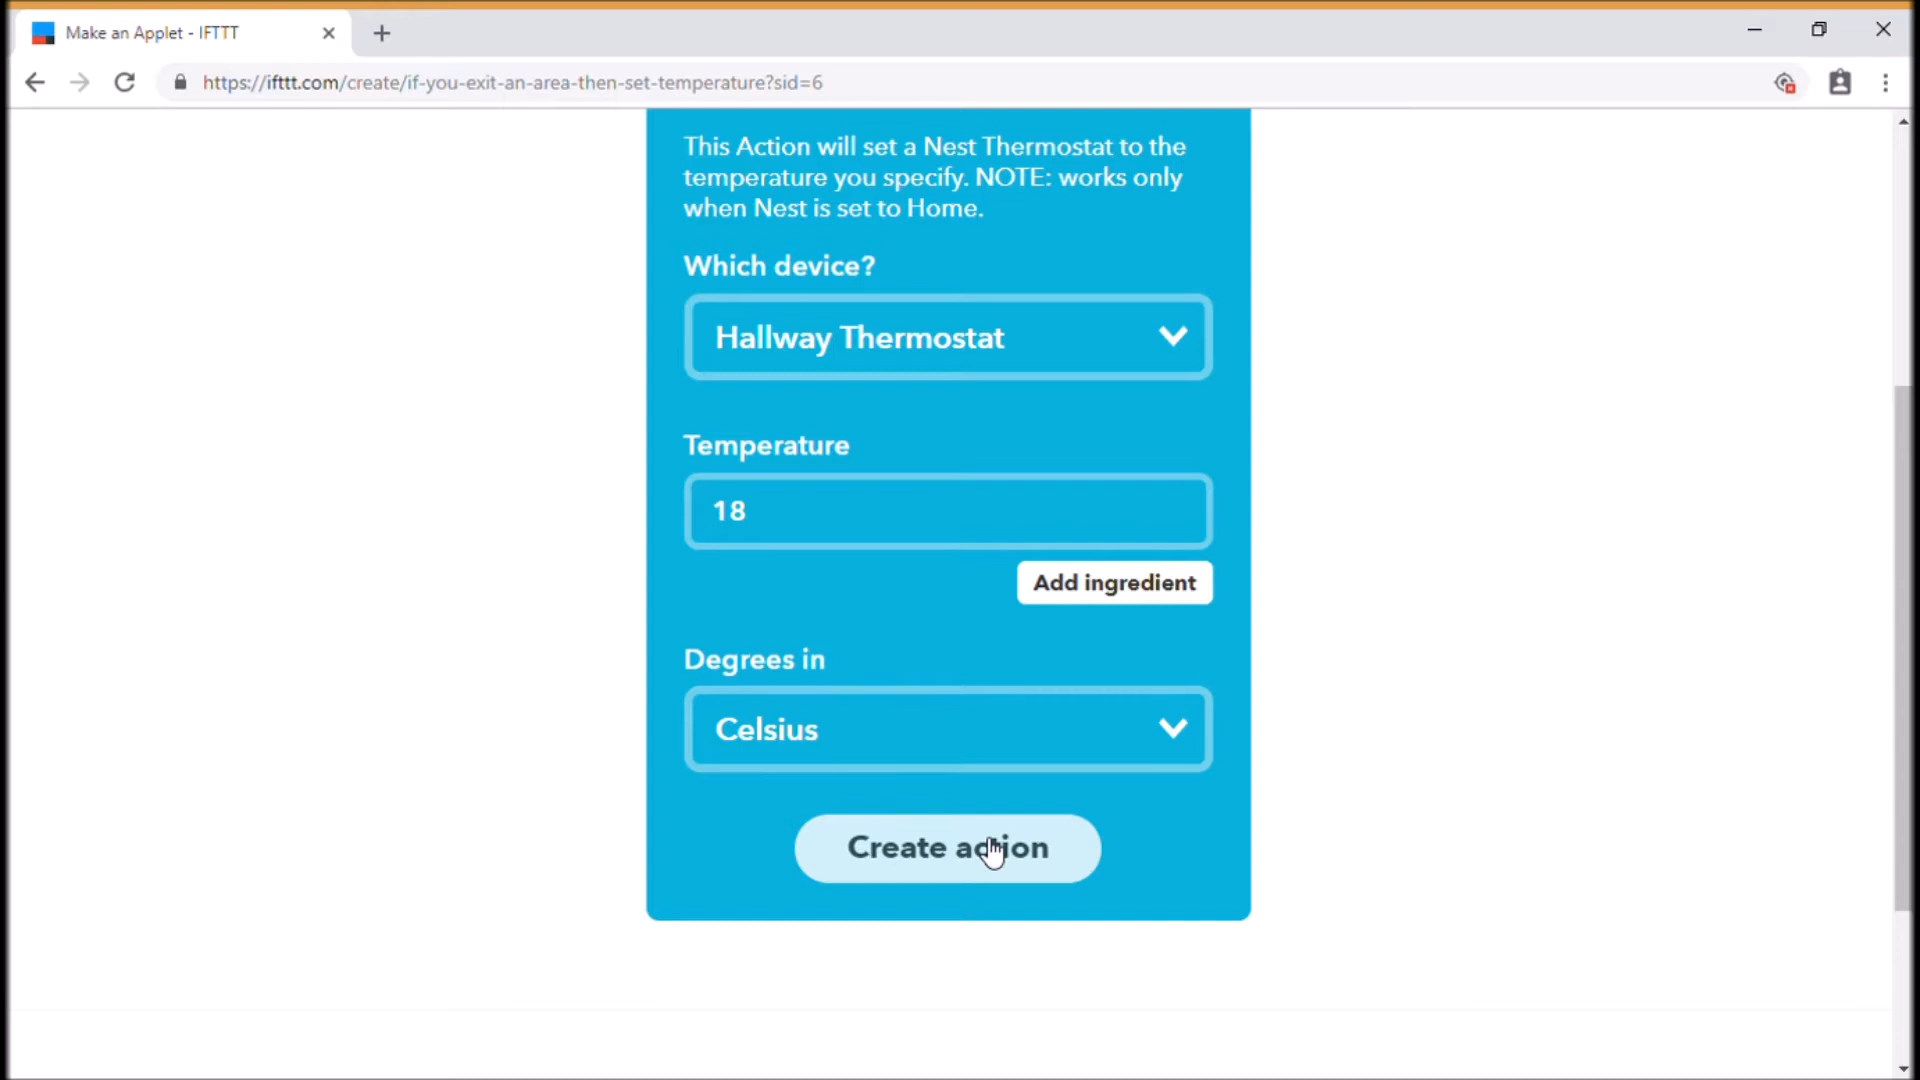 Make an Applet - IFTTT
https://ifttt.com/create/if-you-exit-an-area-then-set-temperature?sid=6
This Action will set a Nest Thermostat to the
temperature you specify. NOTE: works only
when Nest is set to Home.
Which device?
Hallway Thermostat
Temperature
18
Add ingredient
Degrees in
Celsius
Create action